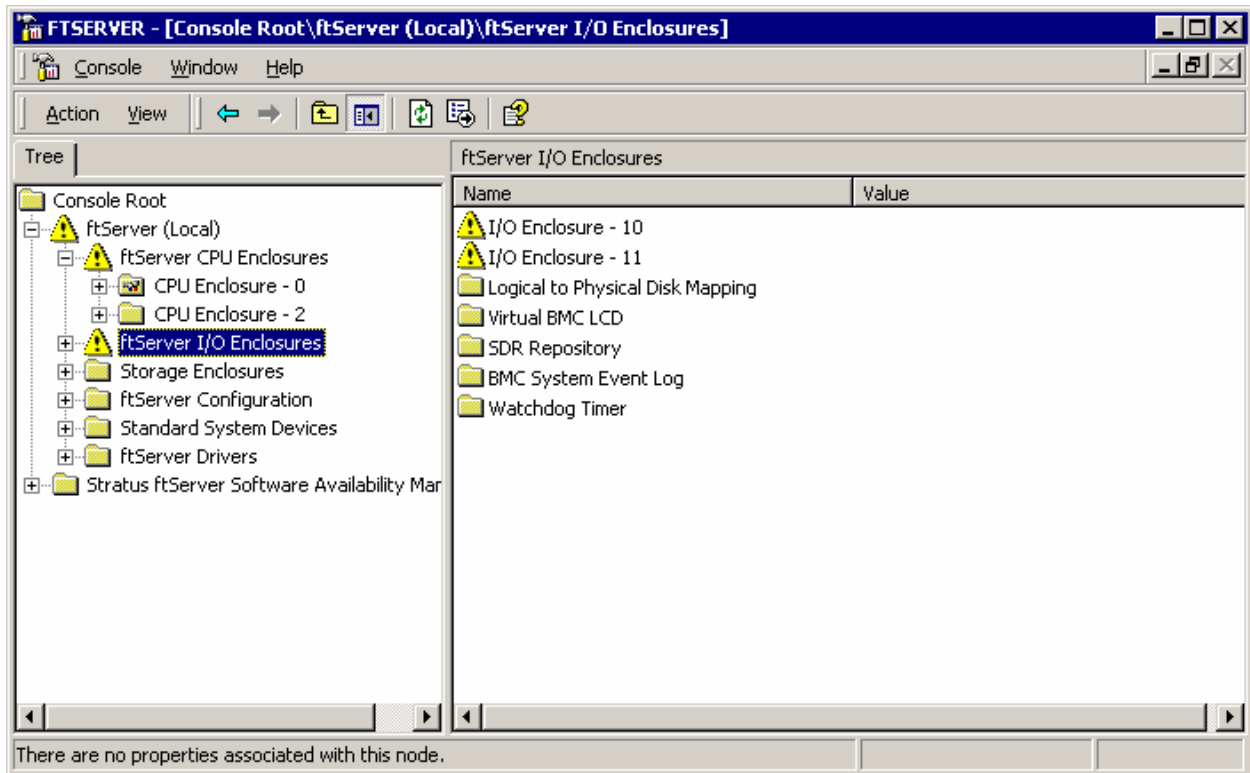 FTSERVER - [Console Root\ftServer (Local)\ftServer I/O Enclosures]
Console Window Help
Action View
Tree
ftServer I/O Enclosures
Console Root
ftServer (Local)
ftServer CPU Enclosures
CPU Enclosure - 0
CPU Enclosure - 2
ftServer I/O Enclosures
Storage Enclosures
ftServer Configuration
Standard System Devices
ftServer Drivers
Stratus ftServer Software Availability Mar
Name Value
I/O Enclosure - 10
I/O Enclosure - 11
Logical to Physical Disk Mapping
Virtual BMC LCD
SDR Repository
BMC System Event Log
Watchdog Timer
There are no properties associated with this node.